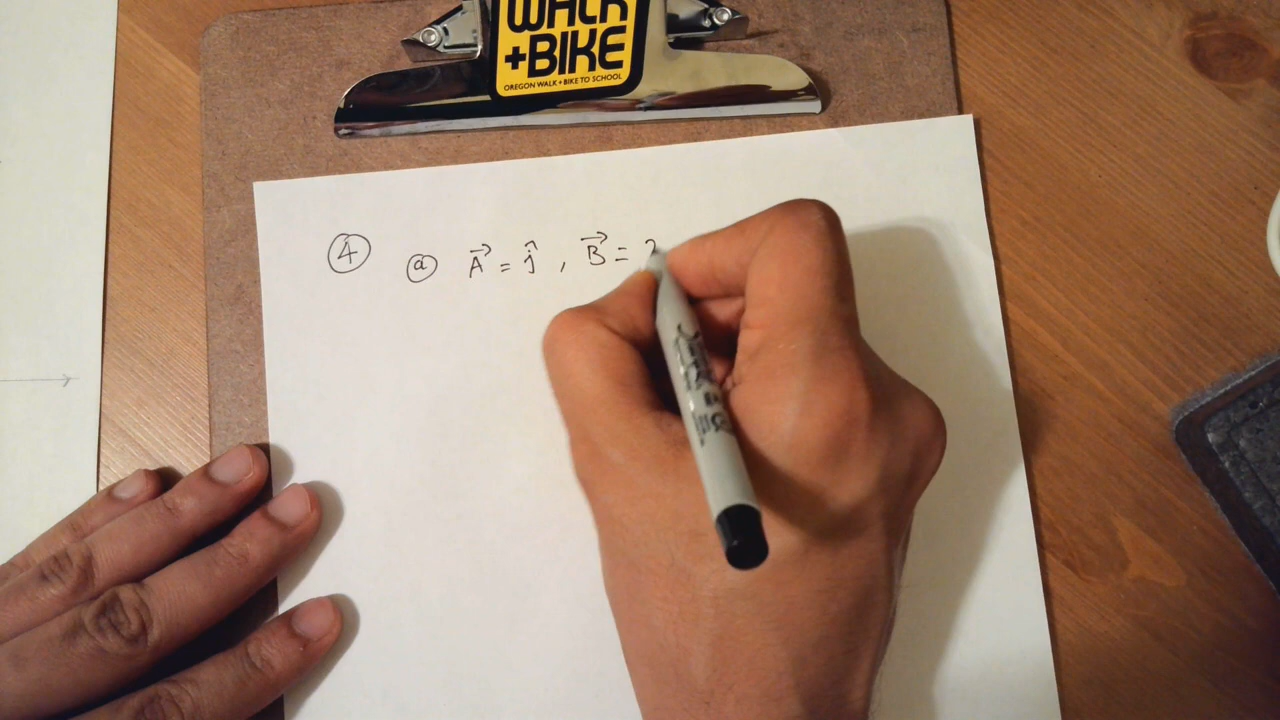 WALK
+BIKE
OREGON WALK + BIKE TO SCHOOL
④ ⓐ A⃗ = ĵ , B⃗ =